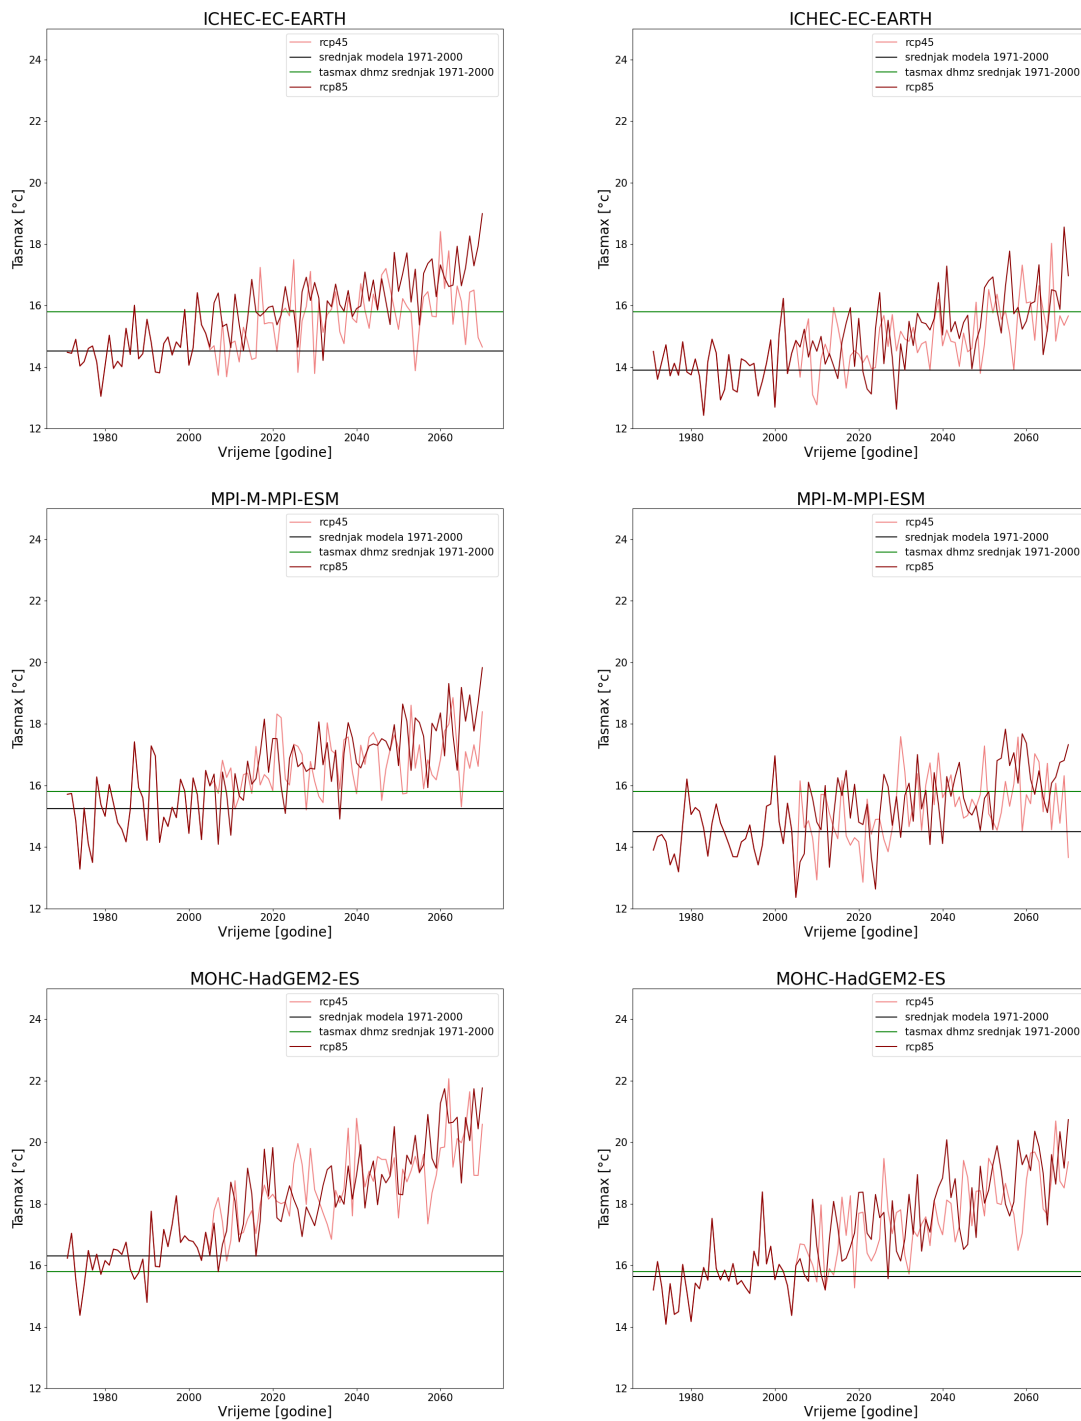 ICHEC-EC-EARTH
rcp45
srednjak modela 1971-2000
tasmax dhmz srednjak 1971-2000
rcp85
24
22
20
18
16
14
12
Tasmax [°c]
1980 2000 2020 2040 2060
Vrijeme [godine]
ICHEC-EC-EARTH
rcp45
srednjak modela 1971-2000
tasmax dhmz srednjak 1971-2000
rcp85
24
22
20
18
16
14
12
Tasmax [°c]
1980 2000 2020 2040 2060
Vrijeme [godine]
MPI-M-MPI-ESM
rcp45
srednjak modela 1971-2000
tasmax dhmz srednjak 1971-2000
rcp85
24
22
20
18
16
14
12
Tasmax [°c]
1980 2000 2020 2040 2060
Vrijeme [godine]
MPI-M-MPI-ESM
rcp45
srednjak modela 1971-2000
tasmax dhmz srednjak 1971-2000
rcp85
24
22
20
18
16
14
12
Tasmax [°c]
1980 2000 2020 2040 2060
Vrijeme [godine]
MOHC-HadGEM2-ES
rcp45
srednjak modela 1971-2000
tasmax dhmz srednjak 1971-2000
rcp85
24
22
20
18
16
14
12
Tasmax [°c]
1980 2000 2020 2040 2060
Vrijeme [godine]
MOHC-HadGEM2-ES
rcp45
srednjak modela 1971-2000
tasmax dhmz srednjak 1971-2000
rcp85
24
22
20
18
16
14
12
Tasmax [°c]
1980 2000 2020 2040 2060
Vrijeme [godine]